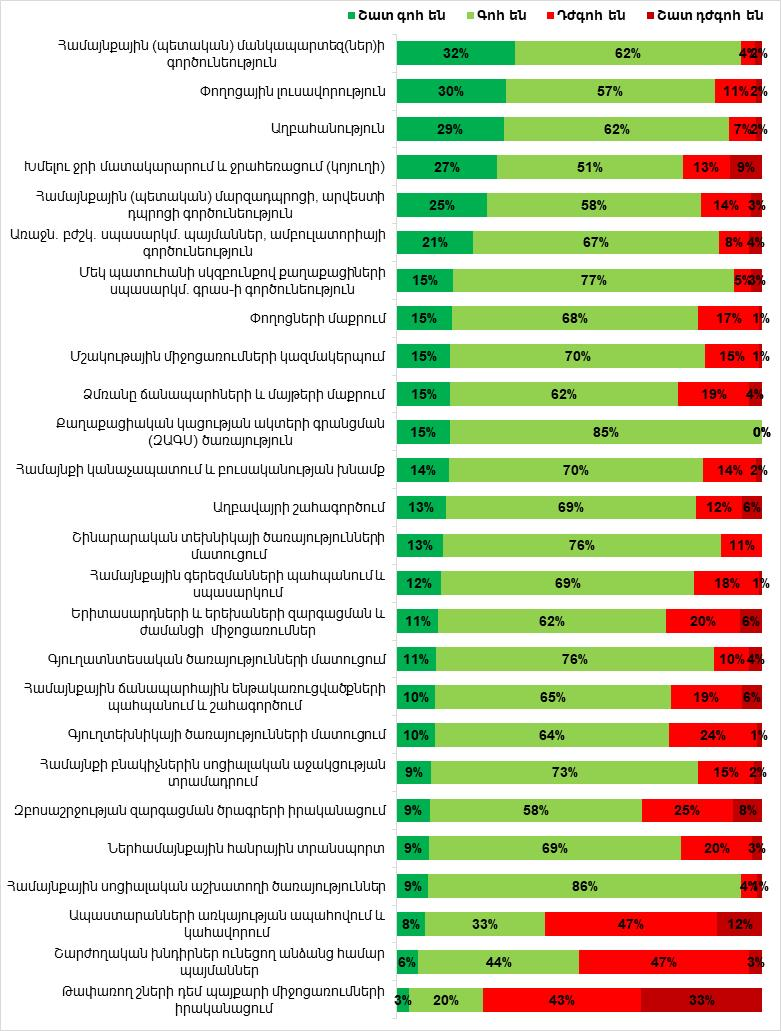 Շատ գոհ են Գոհ են Դժգոհ են Շատ դժգոհ են
Համայնքային (պետական) մանկապարտեզ(ներ)ի
գործունեություն
32% 62% 4% 2%
Փողոցային լուսավորություն
30% 57% 11% 2%
Աղբահանություն
29% 62% 7% 2%
Խմելու ջրի մատակարարում և ջրահեռացում (կոյուղի)
27% 51% 13% 9%
Համայնքային (պետական) մարզադպրոցի, արվեստի
դպրոցի գործունեություն
25% 58% 14% 3%
Առաջն. բժշկ. սպասարկմ. պայմաններ, ամբուլատորիայի
գործունեություն
21% 67% 8% 4%
Մեկ պատուհանի սկզբունքով քաղաքացիների
սպասարկմ. գրաս-ի գործունեություն
15% 77% 5% 3%
Փողոցների մաքրում
15% 68% 17% 1%
Մշակութային միջոցառումների կազմակերպում
15% 70% 15% 1%
Ձմռանը ճանապարհների և մայթերի մաքրում
15% 62% 19% 4%
Քաղաքացիական կացության ակտերի գրանցման
(ԶԱԳՍ) ծառայություն
15% 85% 0%
Համայնքի կանաչապատում և բուսականության խնամք
14% 70% 14% 2%
Աղբավայրի շահագործում
13% 69% 12% 6%
Շինարարական տեխնիկայի ծառայությունների
մատուցում
13% 76% 11%
Համայնքային գերեզմանների պահպանում և
սպասարկում
12% 69% 18% 1%
Երիտասարդների և երեխաների զարգացման և
ժամանցի միջոցառումներ
11% 62% 20% 6%
Գյուղատնտեսական ծառայությունների մատուցում
11% 76% 10% 4%
Համայնքային ճանապարհային ենթակառուցվածքների
պահպանում և շահագործում
10% 65% 19% 6%
Գյուղտեխնիկայի ծառայությունների մատուցում
10% 64% 24% 1%
Համայնքի բնակիչներին սոցիալական աջակցության
տրամադրում
9% 73% 15% 2%
Զբոսաշրջության զարգացման ծրագրերի իրականացում
9% 58% 25% 8%
Ներհամայնքային հանրային տրանսպորտ
9% 69% 20% 3%
Համայնքային սոցիալական աշխատողի ծառայություններ
9% 86% 4% 1%
Ապաստարանների առկայության ապահովում և
կահավորում
8% 33% 47% 12%
Շարժողական խնդիրներ ունեցող անձանց համար
պայմաններ
6% 44% 47% 3%
Թափառող շների դեմ պայքարի միջոցառումների
իրականացում
3% 20% 43% 33%